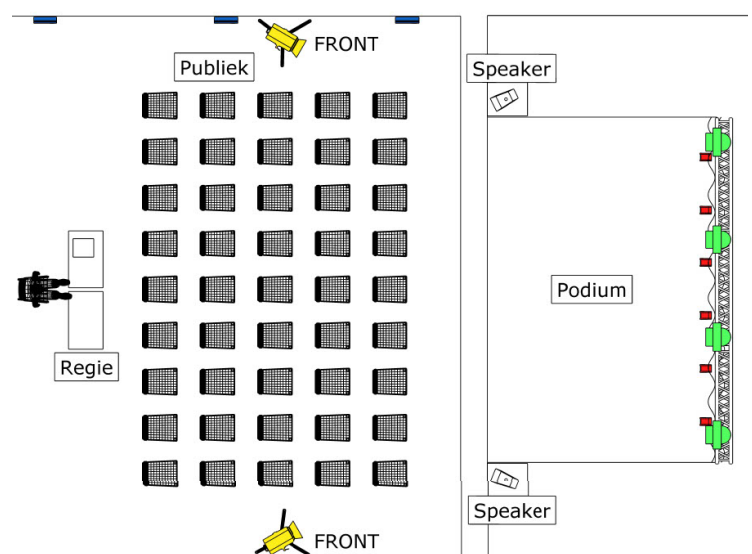 FRONT
Publiek
Speaker
Podium
Regie
Speaker
FRONT